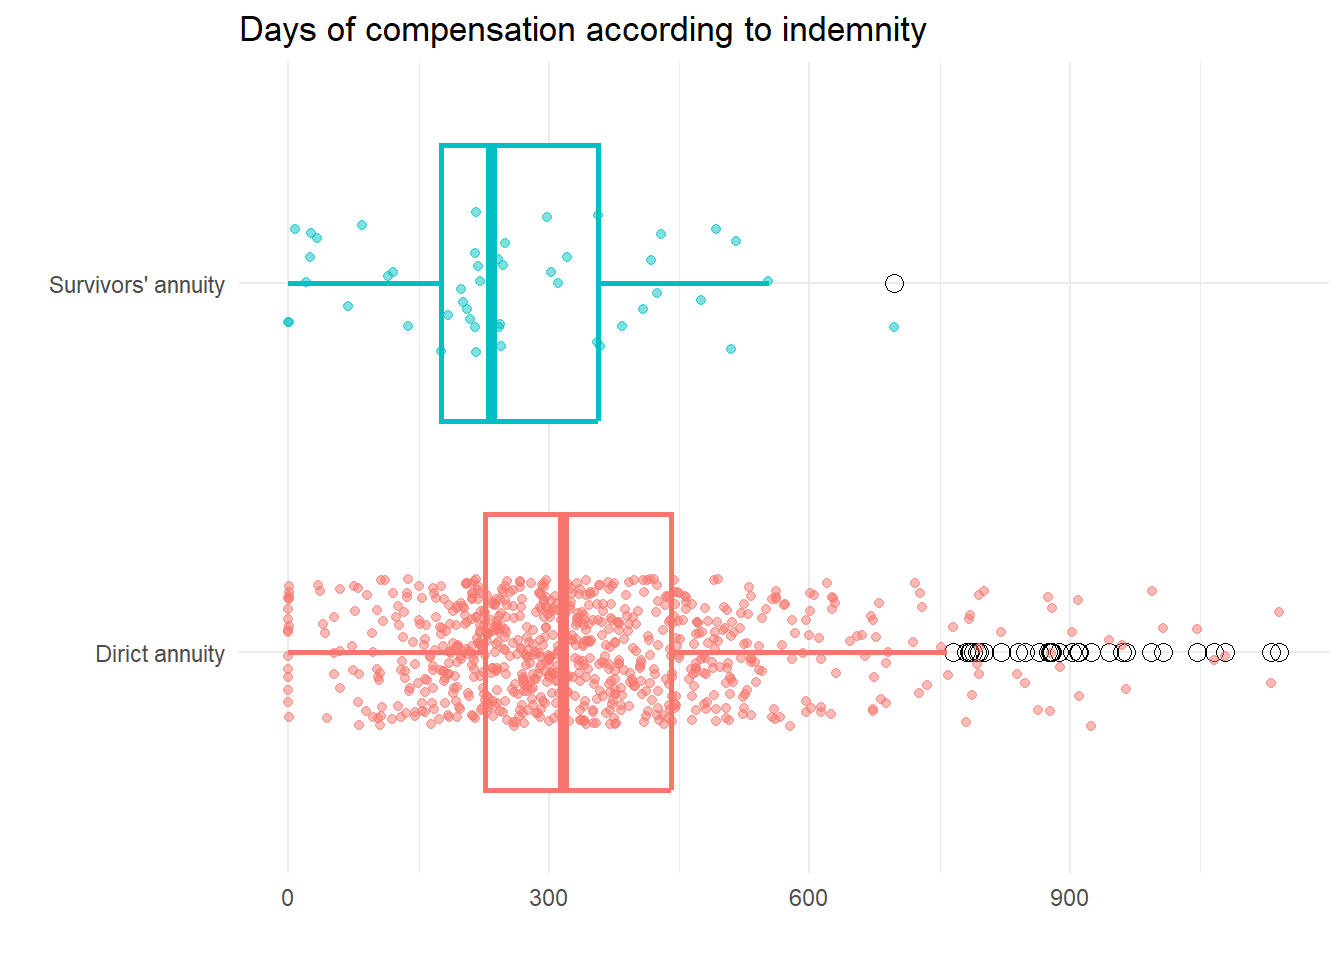 Days of compensation according to indemnity
Survivors' annuity
Dirict annuity
0 300 600 900